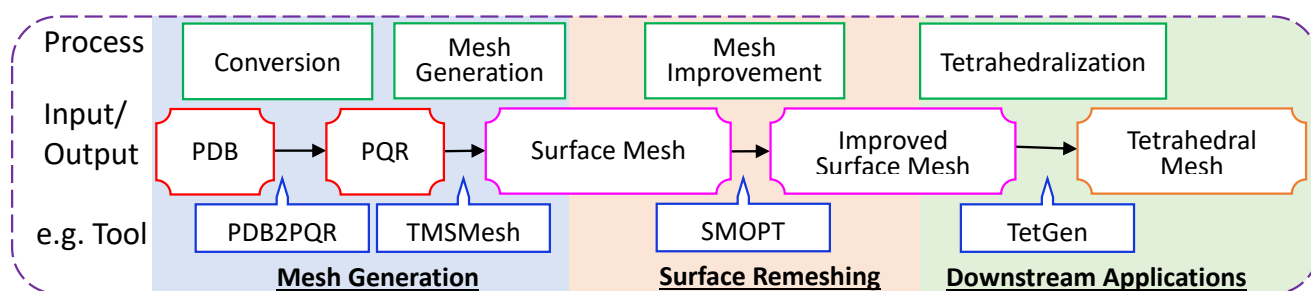 Process
Conversion
Mesh
Generation
Mesh
Improvement
Tetrahedralization
Input/
Output
PDB
PQR
Surface Mesh
Improved
Surface Mesh
Tetrahedral
Mesh
e.g. Tool
PDB2PQR
TMSMesh
SMOPT
TetGen
Mesh Generation
Surface Remeshing
Downstream Applications